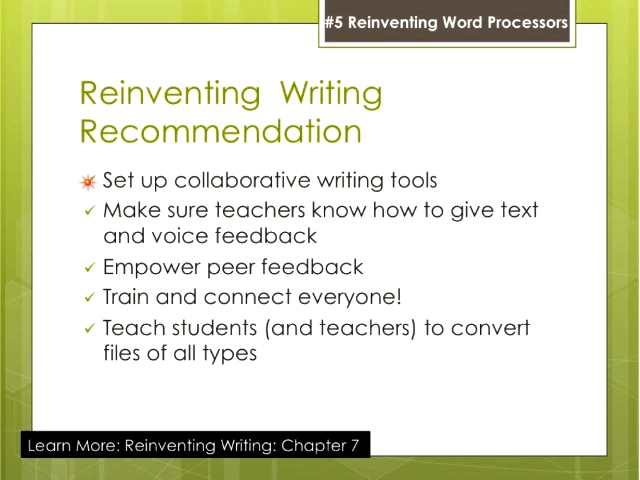 #5 Reinventing Word Processors
Reinventing Writing
Recommendation
Set up collaborative writing tools
Make sure teachers know how to give text
and voice feedback
Empower peer feedback
Train and connect everyone!
Teach students (and teachers) to convert
files of all types
Learn More: Reinventing Writing: Chapter 7